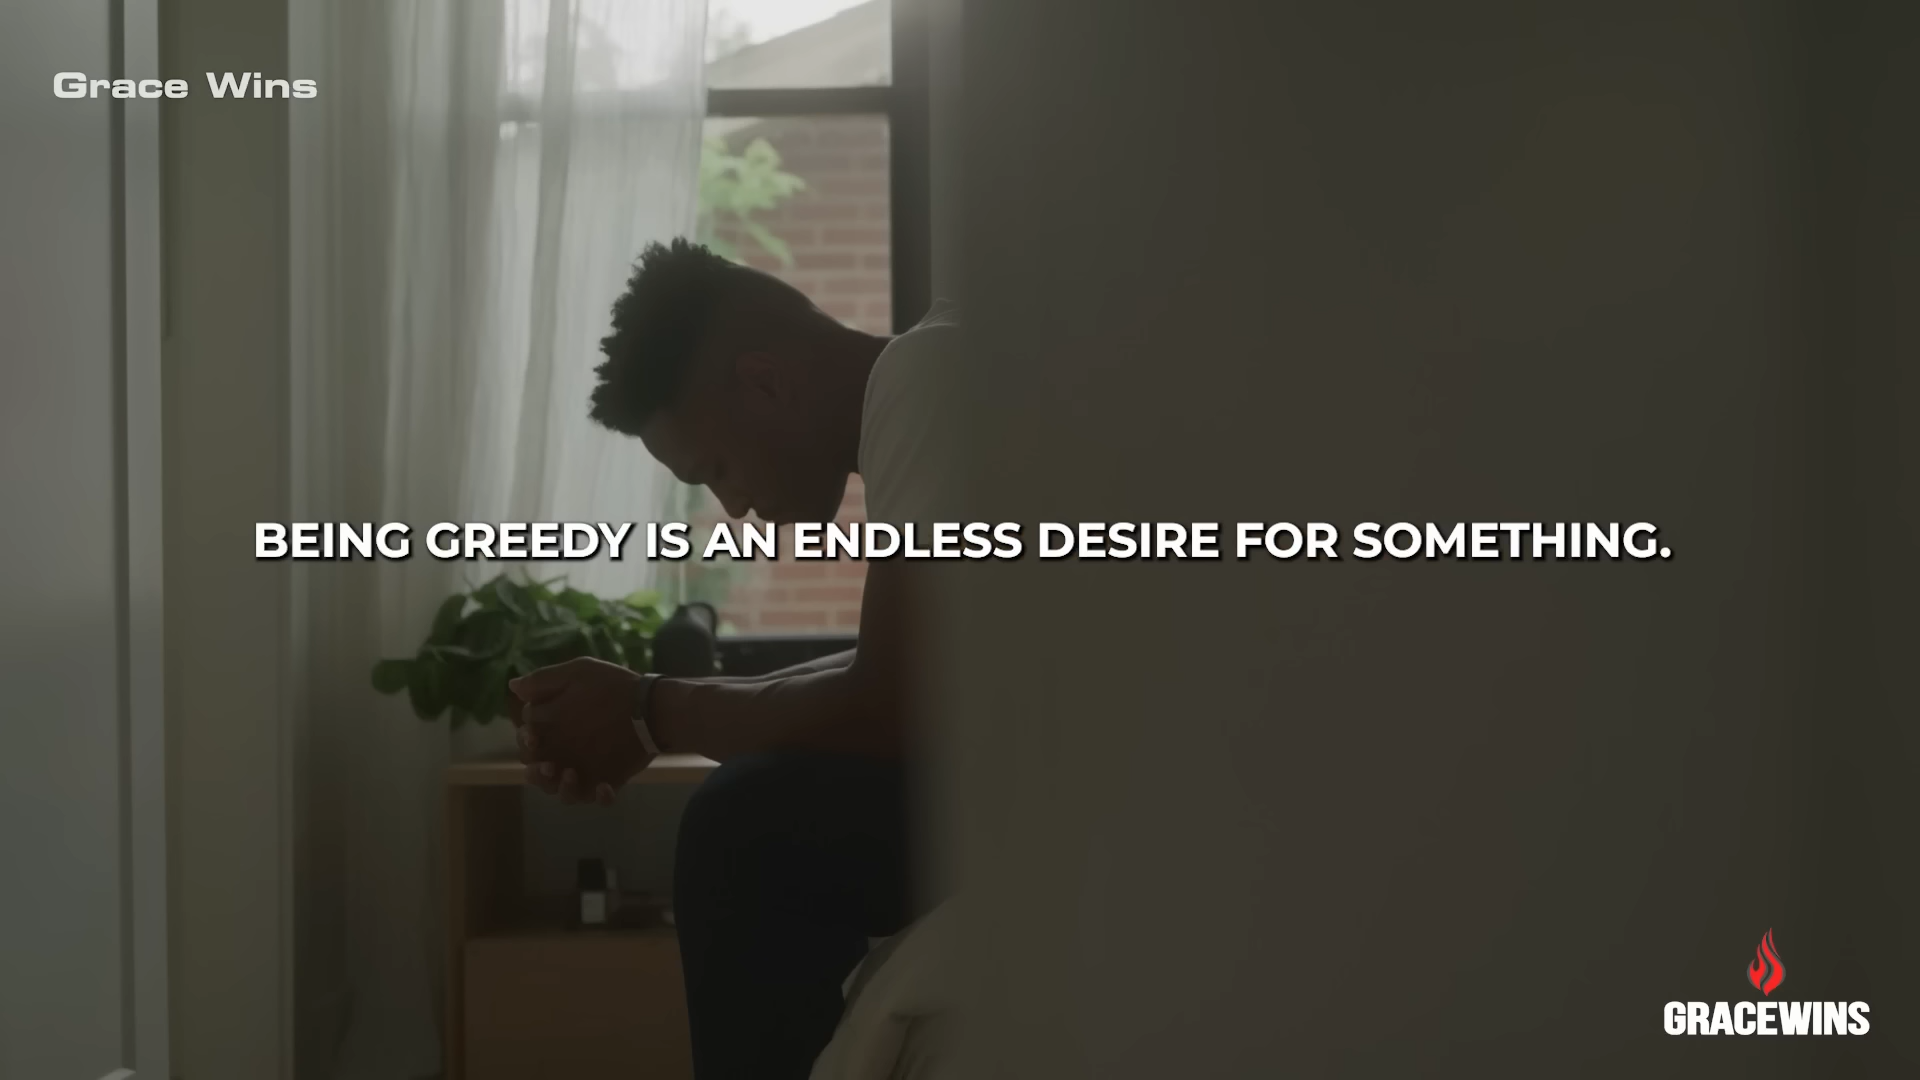 Grace Wins
BEING GREEDY IS AN ENDLESS DESIRE FOR SOMETHING.
GRACEWINS